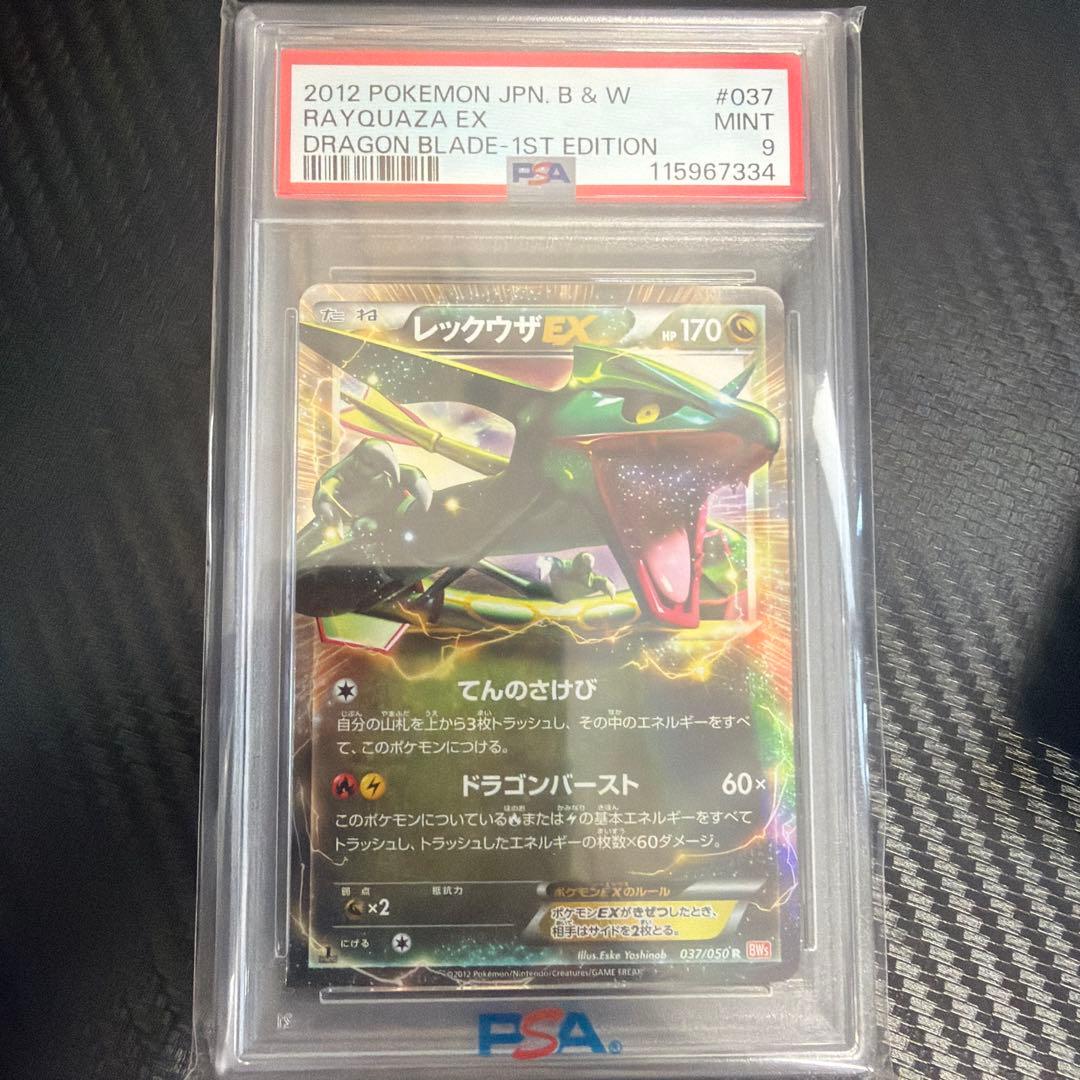 2012 POKEMON JPN. B & W #037
RAYQUAZA EX MINT
DRAGON BLADE-1ST EDITION 9
PSA 115967334
たね レックウザEX HP 170
てんのさけび
自分の山札を上から3枚トラッシュし、その中のエネルギーをすべ
て、このポケモンにつける。
ドラゴンバースト 60×
このポケモンについている または の基本エネルギーをすべて
トラッシュし、トラッシュしたエネルギーの枚数×60ダメージ。
弱点 抵抗力 ポケモンEXのルール
×2 ポケモンEXがきぜつしたとき、
相手はサイドを2枚とる。
にげる
Illus.Eske Yoshinob 037/050 R BWs
©2012 Pokémon/Nintendo/Creatures/GAME FREAK
PSA